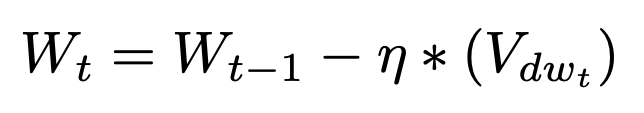 W_t = W_{t-1} - η * (V_{dw_t})